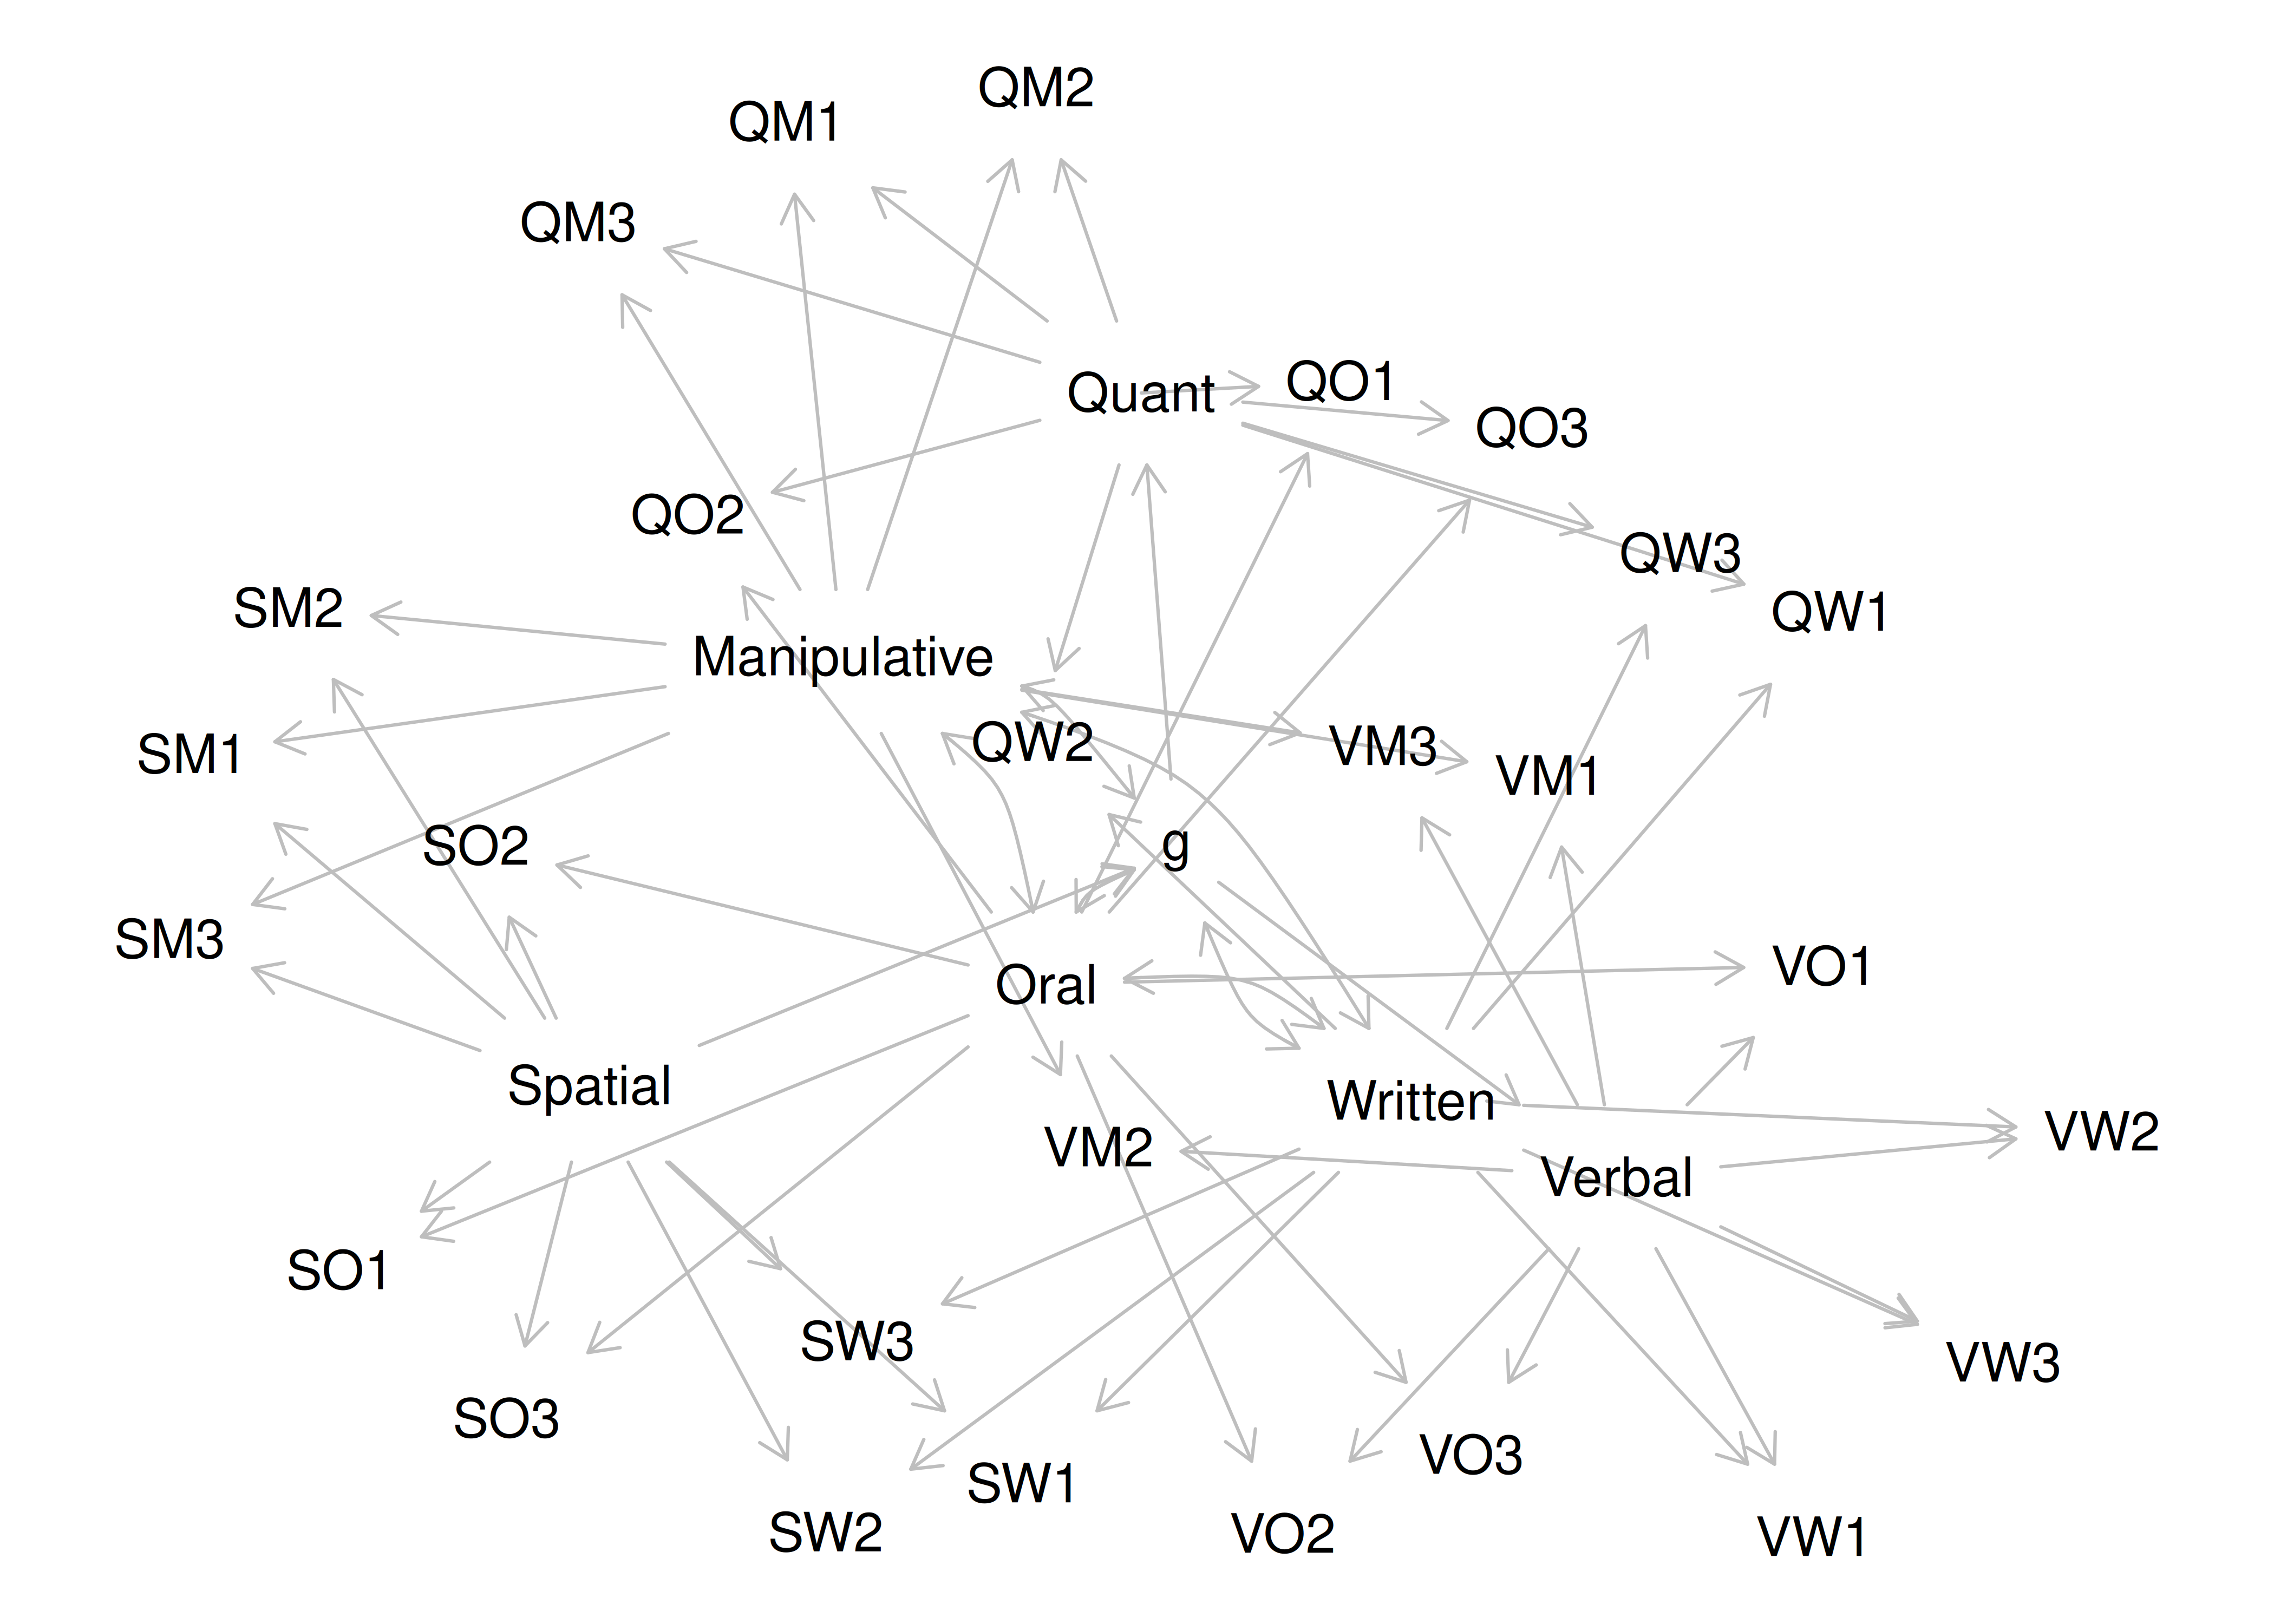 QM2
QM1
QM3
Quant
QO1
QO3
QO2
QW3
SM2
QW1
Manipulative
QW2
VM3
SM1
VM1
SO2
g
SM3
VO1
Oral
Spatial
Written
VM2
VW2
Verbal
SO1
SW3
VW3
SO3
VO3
SW1
SW2
VO2
VW1